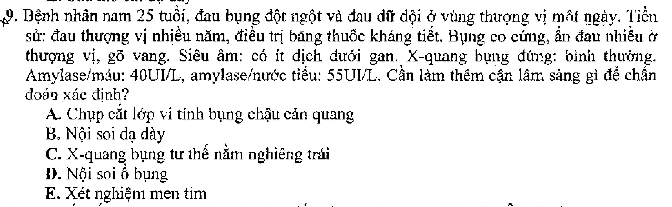 9. Bệnh nhân nam 25 tuổi, đau bụng đột ngột và đau dữ dội ở vùng thượng vị một ngày. Tiền
sử: đau thượng vị nhiều năm, điều trị bằng thuốc kháng tiết. Bụng co cứng, ấn đau nhiều ở
thượng vị, gõ vang. Siêu âm: có ít dịch dưới gan. X-quang bụng đứng: bình thường.
Amylase/máu: 40UI/L, amylase/nước tiểu: 55UI/L. Cần làm thêm cận lâm sàng gì để chẩn
đoán xác định?
A. Chụp cắt lớp vi tính bụng chậu cản quang
B. Nội soi dạ dày
C. X-quang bụng tư thế nằm nghiêng trái
D. Nội soi ổ bụng
E. Xét nghiệm men tim